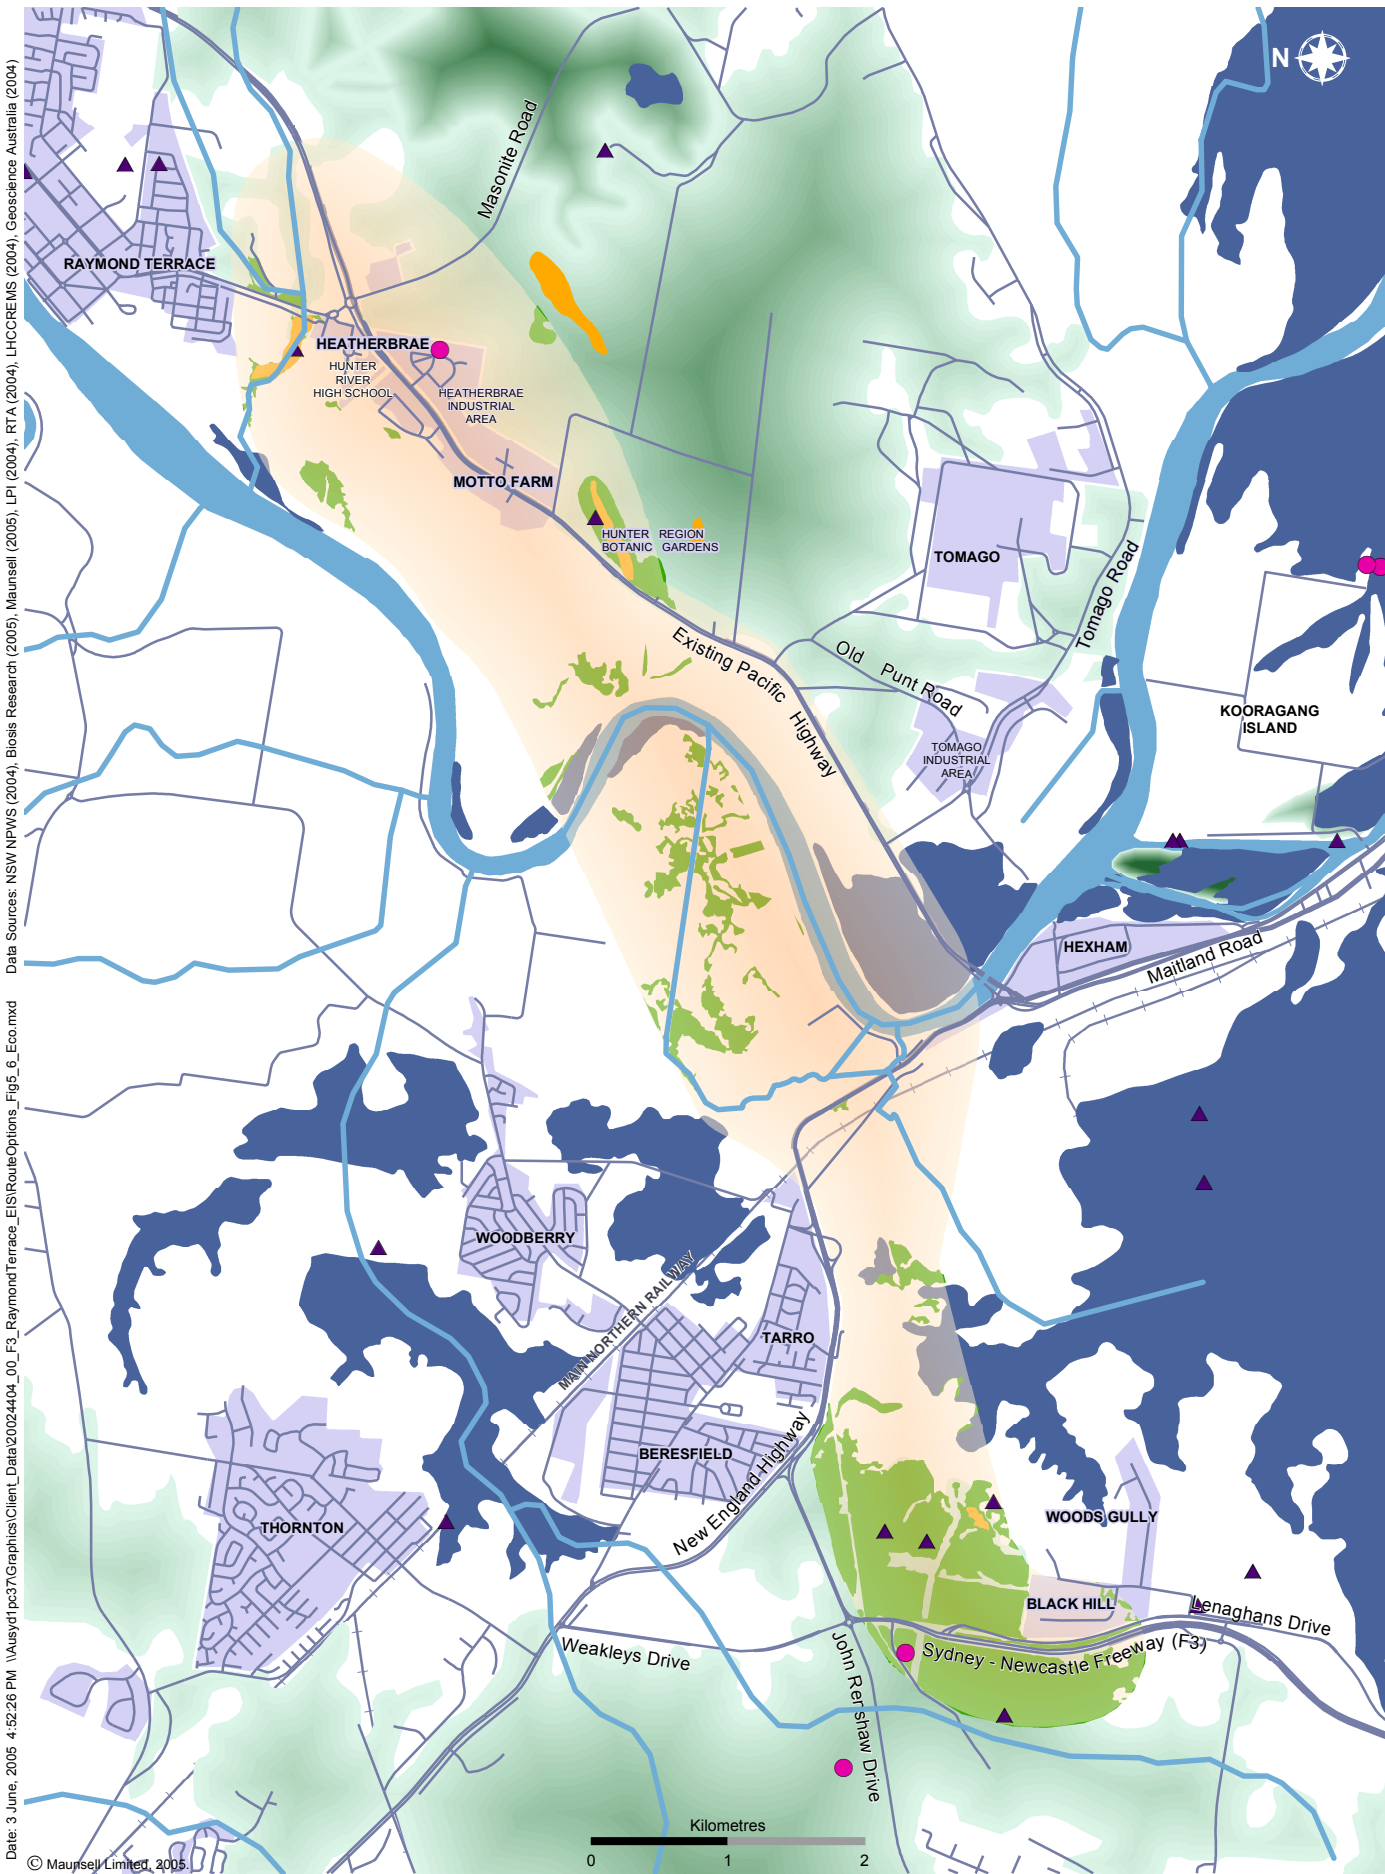 N
Masonite Road
RAYMOND TERRACE
HEATHERBRAE
HUNTER
RIVER
HIGH SCHOOL
HEATHERBRAE
INDUSTRIAL
AREA
MOTTO FARM
HUNTER REGION
BOTANIC GARDENS
TOMAGO
Tomago Road
Existing Pacific Highway
Old Punt Road
KOORAGANG
ISLAND
TOMAGO
INDUSTRIAL
AREA
HEXHAM
Maitland Road
WOODBERRY
MAIN NORTHERN RAILWAY
TARRO
BERESFIELD
New England Highway
THORNTON
WOODS GULLY
BLACK HILL
Lenaghans Drive
Sydney - Newcastle Freeway (F3)
Weakleys Drive
John Renshaw Drive
Kilometres
0 1 2
© Maunsell Limited, 2005.
Date: 3 June, 2005 4:52:26 PM \\Ausyd1pc37\Graphics\Client_Data\20024404_00_F3_RaymondTerrace_EIS\RouteOptions_Fig5_6_Eco.mxd Data Sources: NSW NPWS (2004), Biosis Research (2005), Maunsell (2005), LPI (2004), RTA (2004), LHCCREMS (2004), Geoscience Australia (2004)